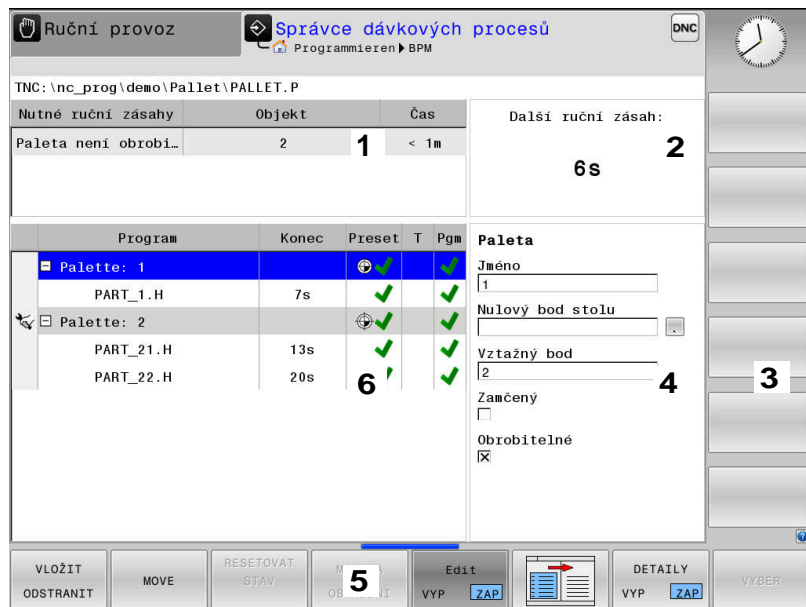 Ruční provoz
Správce dávkových procesů
Programmieren BPM
DNC
TNC:\nc_prog\demo\Pallet\PALLET.P
Nutné ruční zásahy Objekt Čas
Paleta není obrobi… 2 < 1m
1
Další ruční zásah:
2
6s
Program Konec Preset T Pgm
Palette: 1
PART_1.H 7s
Palette: 2
PART_21.H 13s
PART_22.H 20s
6
Paleta
Jméno
1
Nulový bod stolu
.
Vztažný bod
2
4
Zamčený
Obrobitelné
3
VLOŽIT
ODSTRANIT
MOVE
RESETOVAT
STAV
5
Edit
VYP ZAP
DETAILY
VYP ZAP
VÝBĚR